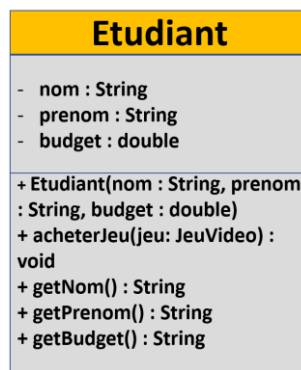 Etudiant
- nom : String
- prenom : String
- budget : double
+ Etudiant(nom : String, prenom
: String, budget : double)
+ acheterJeu(jeu: JeuVideo) :
void
+ getNom() : String
+ getPrenom() : String
+ getBudget() : String